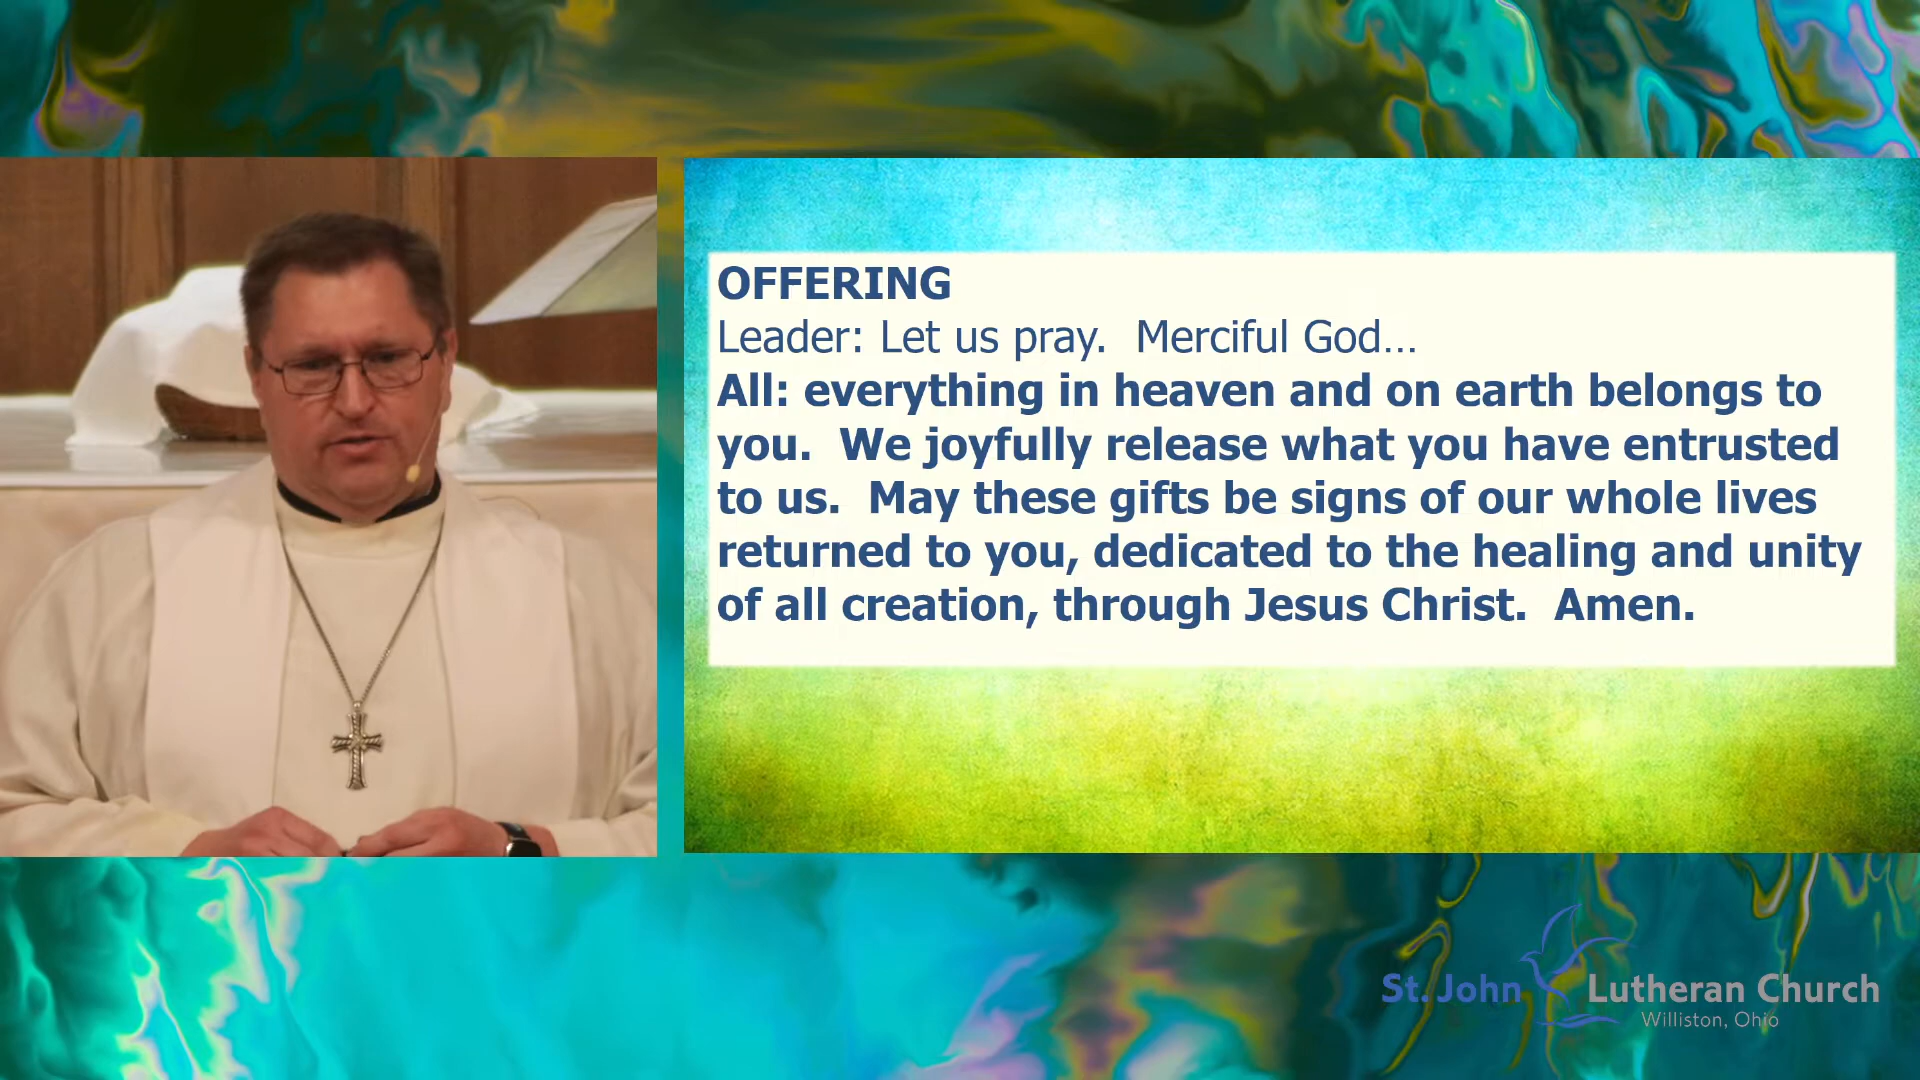 OFFERING
Leader: Let us pray.  Merciful God...
All: everything in heaven and on earth belongs to
you.  We joyfully release what you have entrusted
to us.  May these gifts be signs of our whole lives
returned to you, dedicated to the healing and unity
of all creation, through Jesus Christ.  Amen.
St. John Lutheran Church
Williston, Ohio